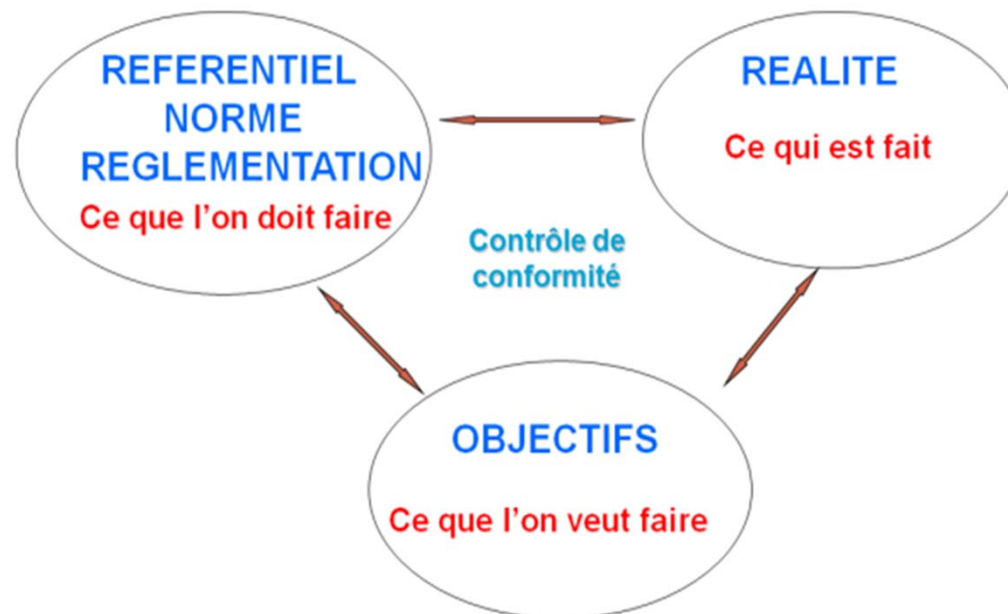 RÉFERENTIEL
NORME
REGLEMENTATION
Ce que l'on doit faire
REALITE
Ce qui est fait
Contrôle de
conformité
OBJECTIFS
Ce que l'on veut faire